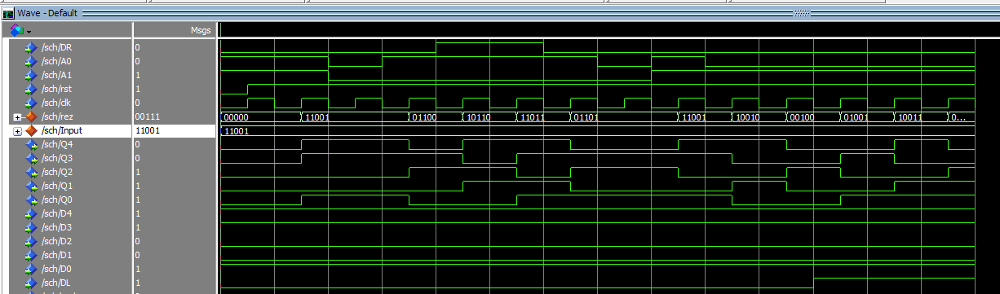 Wave - Default
Msgs
/sch/DR 0
/sch/A0 0
/sch/A1 1
/sch/rst 1
/sch/clk 0
/sch/rez 00111 00000 11001 01100 10110 11011 01101 11001 10010 00100 01001 10011 0...
/sch/Input 11001 11001
/sch/Q4 0
/sch/Q3 0
/sch/Q2 1
/sch/Q1 1
/sch/Q0 1
/sch/D4 1
/sch/D3 1
/sch/D2 0
/sch/D1 0
/sch/D0 1
/sch/DL 1